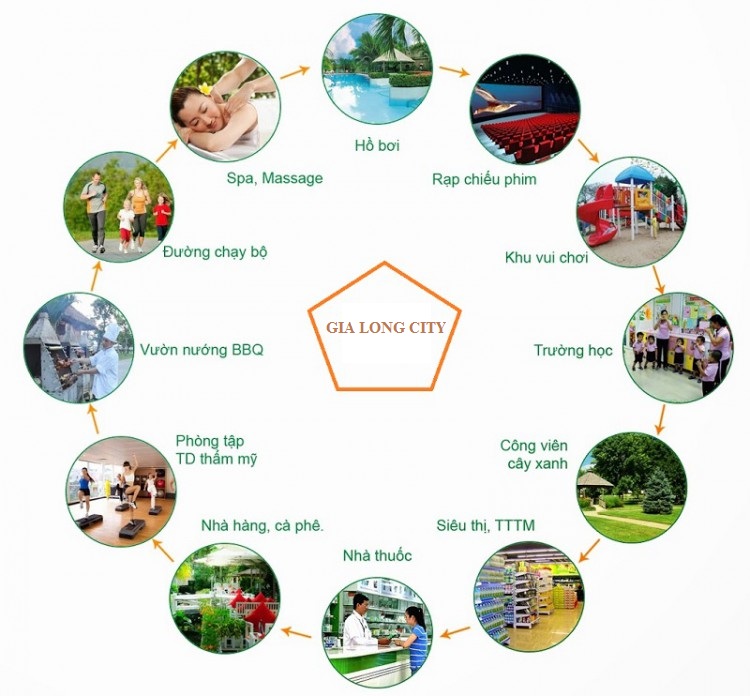 Hồ bơi
Rạp chiếu phim
Khu vui chơi
Trường học
Công viên
cây xanh
Siêu thị, TTTM
Nhà thuốc
Nhà hàng, cà phê.
Phòng tập
TD thẩm mỹ
Vườn nướng BBQ
Đường chạy bộ
Spa, Massage
GIA LONG CITY